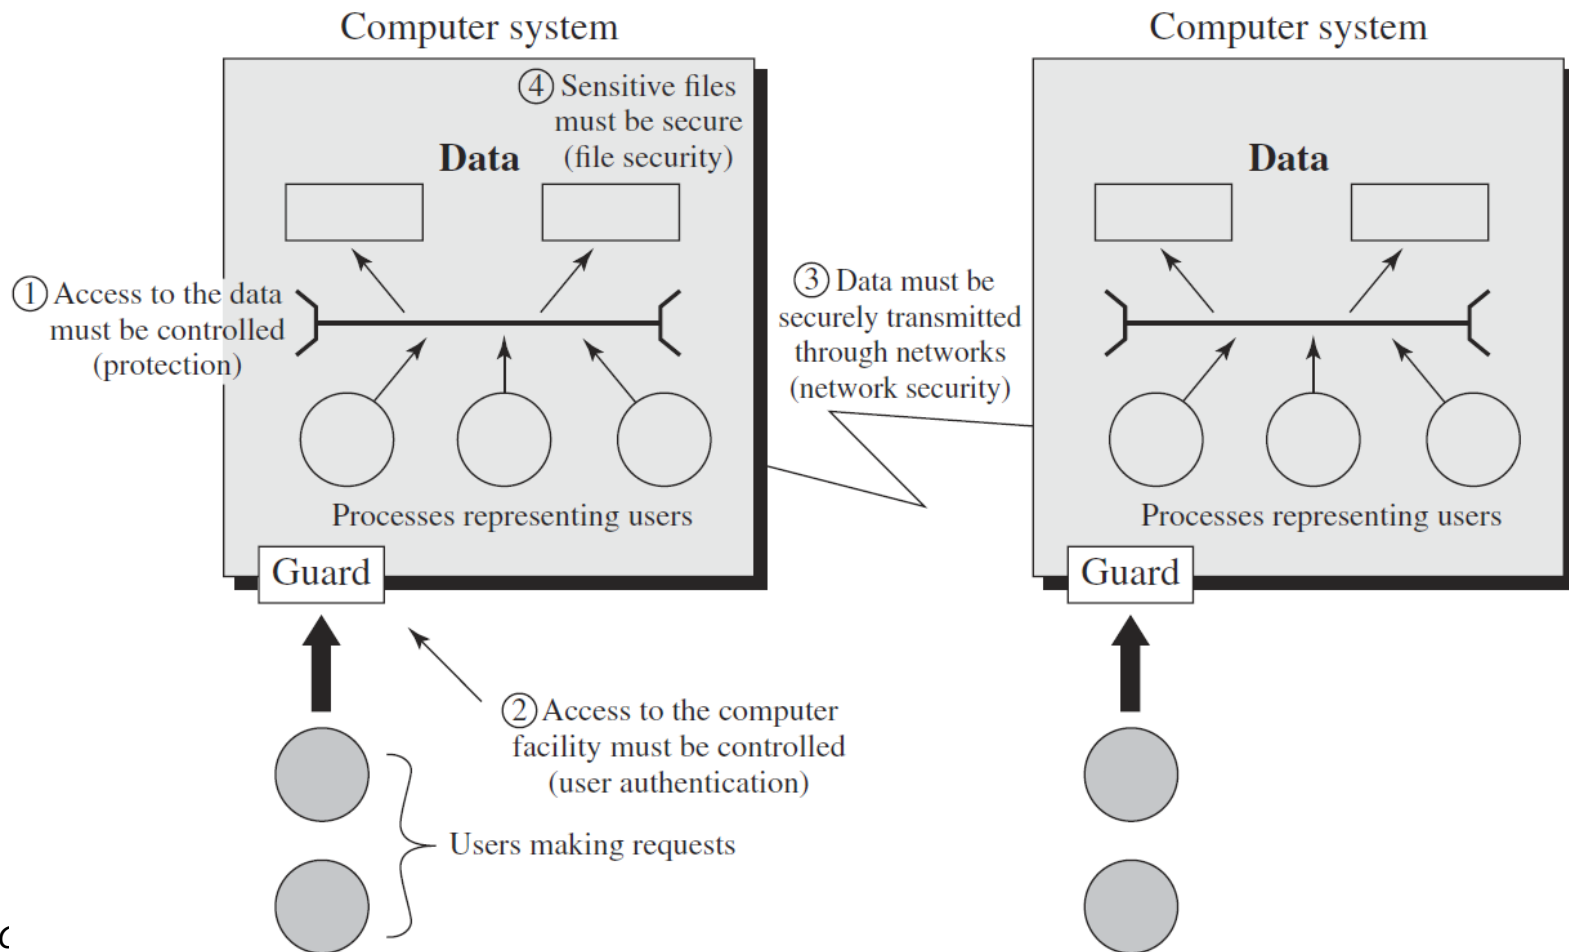 Computer system
④ Sensitive files
must be secure
(file security)
Data
① Access to the data
must be controlled
(protection)
Processes representing users
Guard
② Access to the computer
facility must be controlled
(user authentication)
Users making requests
③ Data must be
securely transmitted
through networks
(network security)
Computer system
Data
Processes representing users
Guard